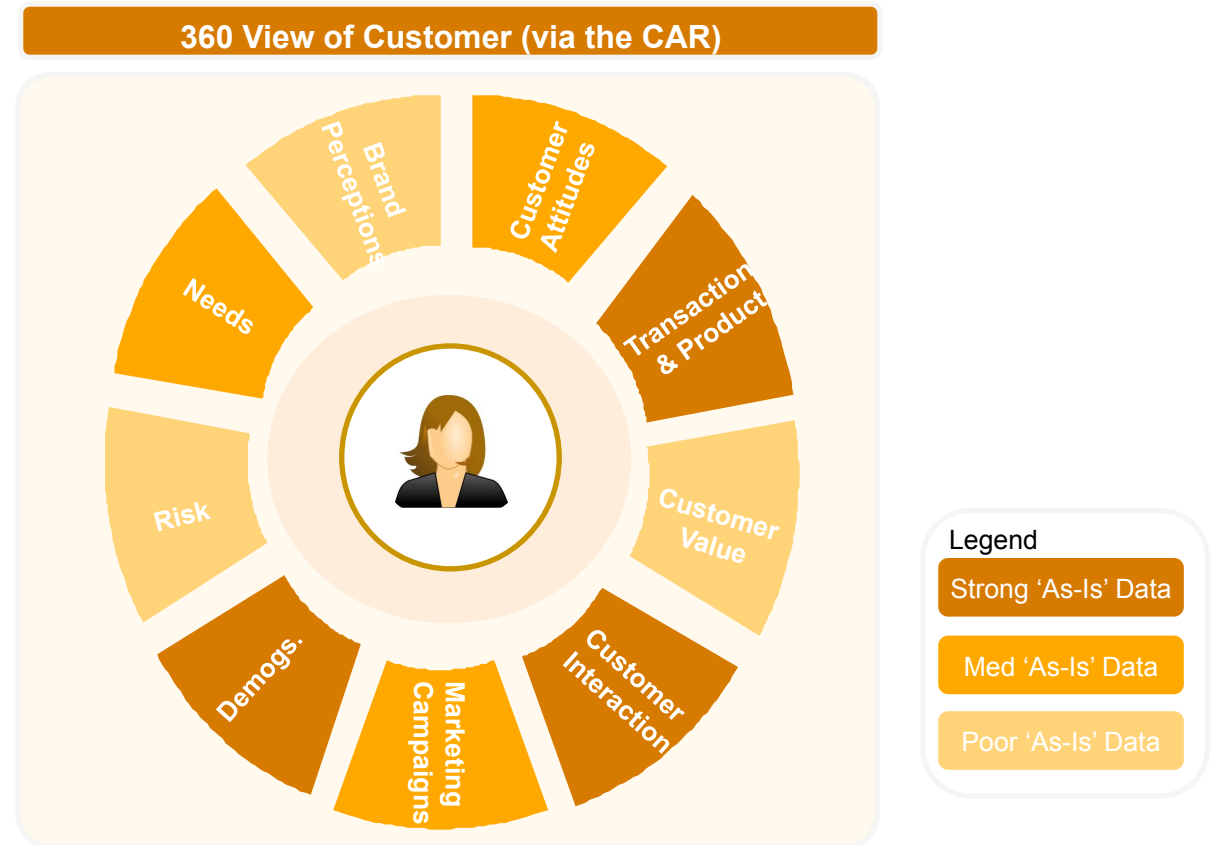 360 View of Customer (via the CAR)
Brand
Perceptions
Customer
Attitudes
Transaction
& Product
Customer
Value
Customer
Interaction
Marketing
Campaigns
Demogs.
Risk
Needs
Legend
Strong ‘As-Is’ Data
Med ‘As-Is’ Data
Poor ‘As-Is’ Data